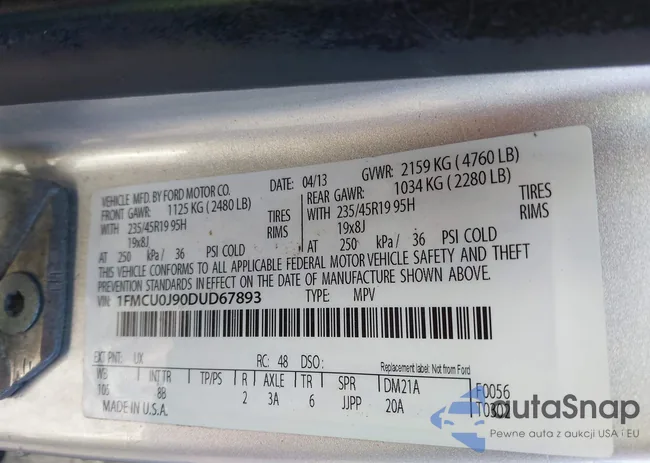 VEHICLE MFD. BY FORD MOTOR CO. DATE: 04/13 GVWR: 2159 KG ( 4760 LB)
FRONT GAWR: 1125 KG ( 2480 LB) REAR GAWR: 1034 KG ( 2280 LB)
WITH 235/45R19 95H TIRES WITH 235/45R19 95H TIRES
19x8J RIMS 19x8J RIMS
AT 250 kPa/ 36 PSI COLD AT 250 kPa/ 36 PSI COLD
THIS VEHICLE CONFORMS TO ALL APPLICABLE FEDERAL MOTOR VEHICLE SAFETY AND THEFT
PREVENTION STANDARDS IN EFFECT ON THE DATE OF MANUFACTURE SHOWN ABOVE.
VIN: 1FMCU0J90DUD67893 TYPE: MPV
EXT PNT: UX RC: 48 DSO: Replacement label: Not from Ford
WB INT TR TP/PS R AXLE TR SPR DM21A F0056
105 8B 2 3A 6 JJPP 20A T0302
MADE IN U.S.A.
autaSnap
Pewne auta z aukcji USA i EU